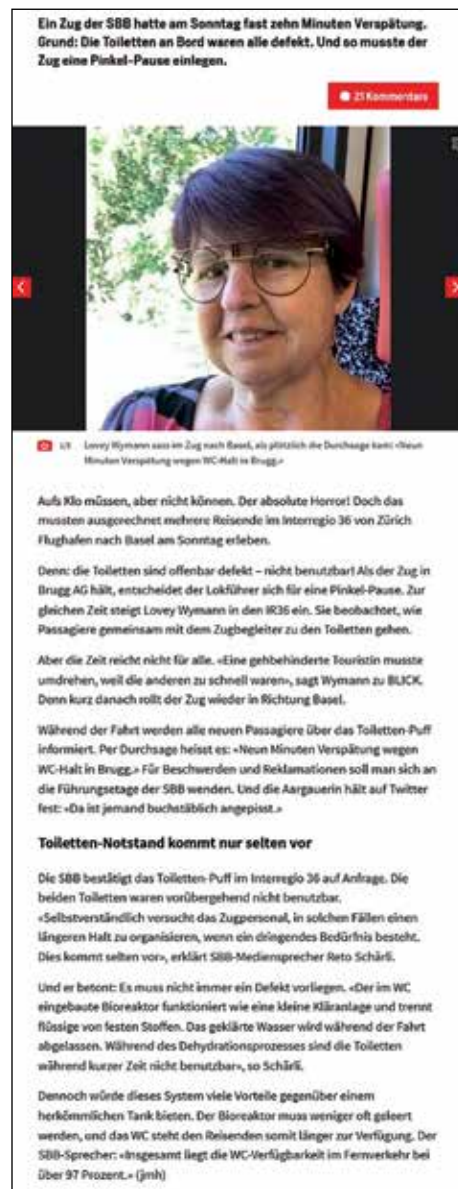 Ein Zug der SBB hatte am Sonntag fast zehn Minuten Verspätung.
Grund: Die Toiletten an Bord waren alle defekt. Und so musste der
Zug eine Pinkel-Pause einlegen.
21 Kommentare
1/5 Lovey Wymann sass im Zug nach Basel, als plötzlich die Durchsage kam: «Neun
Minuten Verspätung wegen WC-Halt in Brugg.»
Aufs Klo müssen, aber nicht können. Der absolute Horror! Doch das
mussten ausgerechnet mehrere Reisende im Interregio 36 von Zürich
Flughafen nach Basel am Sonntag erleben.
Denn: die Toiletten sind offenbar defekt – nicht benutzbar! Als der Zug in
Brugg AG hält, entscheidet der Lokführer sich für eine Pinkel-Pause. Zur
gleichen Zeit steigt Lovey Wymann in den IR36 ein. Sie beobachtet, wie
Passagiere gemeinsam mit dem Zugbegleiter zu den Toiletten gehen.
Aber die Zeit reicht nicht für alle. «Eine gehbehinderte Touristin musste
umdrehen, weil die anderen zu schnell waren», sagt Wymann zu BLICK.
Denn kurz danach rollt der Zug wieder in Richtung Basel.
Während der Fahrt werden alle neuen Passagiere über das Toiletten-Puff
informiert. Per Durchsage heisst es: «Neun Minuten Verspätung wegen
WC-Halt in Brugg.» Für Beschwerden und Reklamationen soll man sich an
die Führungsetage der SBB wenden. Und die Aargauerin hält auf Twitter
fest: «Da ist jemand buchstäblich angepisst.»
Toiletten-Notstand kommt nur selten vor
Die SBB bestätigt das Toiletten-Puff im Interregio 36 auf Anfrage. Die
beiden Toiletten waren vorübergehend nicht benutzbar.
«Selbstverständlich versucht das Zugpersonal, in solchen Fällen einen
längeren Halt zu organisieren, wenn ein dringendes Bedürfnis besteht.
Dies kommt selten vor», erklärt SBB-Mediensprecher Reto Schärli.
Und er betont: Es muss nicht immer ein Defekt vorliegen. «Der im WC
eingebaute Bioreaktor funktioniert wie eine kleine Kläranlage und trennt
flüssige von festen Stoffen. Das geklärte Wasser wird während der Fahrt
abgelassen. Während des Dehydrationsprozesses sind die Toiletten
während kurzer Zeit nicht benutzbar», so Schärli.
Dennoch würde dieses System viele Vorteile gegenüber einem
herkömmlichen Tank bieten. Der Bioreaktor muss weniger oft geleert
werden, und das WC steht den Reisenden somit länger zur Verfügung. Der
SBB-Sprecher: «Insgesamt liegt die WC-Verfügbarkeit im Fernverkehr bei
über 97 Prozent.» (jmh)